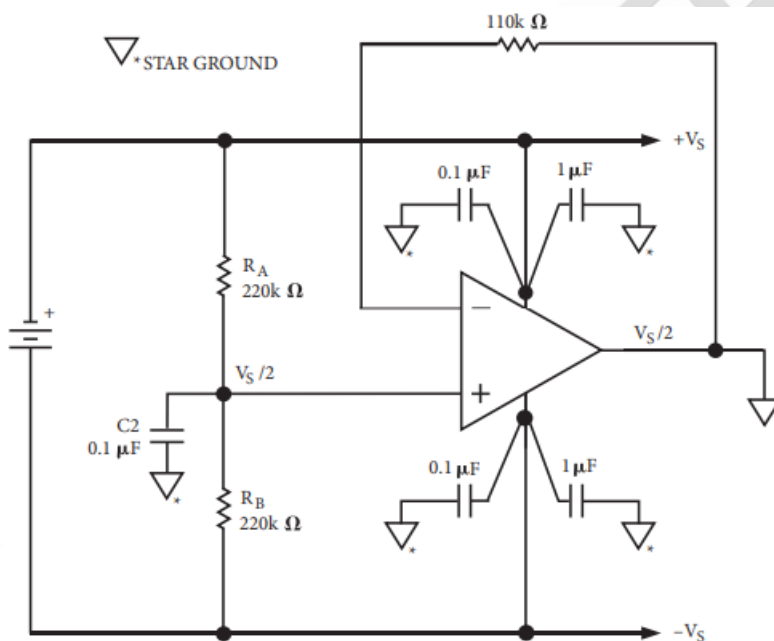 110k Ω
* STAR GROUND
+VS
0.1 μF
1 μF
*
*
RA
220k Ω
+
−
VS/2
VS/2
+
C2
0.1 μF
*
0.1 μF
1 μF
RB
220k Ω
*
*
−VS